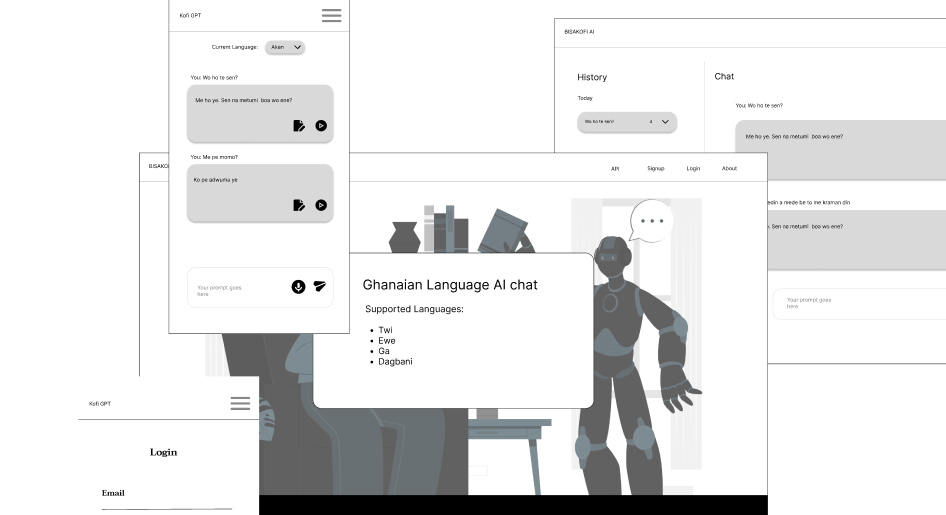 Kofi GPT
Current Language:
Akan
You: Wo ho te sen?
Me ho ye. Sen na metumi boa wo ene?
You: Me pe momo?
Ko pe adwuma ye
Your prompt goes
here
BISAKOFI AI
History
Today
Wo ho te sen?
4
Chat
You: Wo ho te sen?
Me ho ye. Sen na metumi boa wo ene?
edin a mede be to me kraman din
. Sen na metumi boa wo ene?
Your prompt goes
here
BISAKO
API
Signup
Login
About
Ghanaian Language AI chat
Supported Languages:
Twi
Ewe
Ga
Dagbani
Kofi GPT
Login
Email